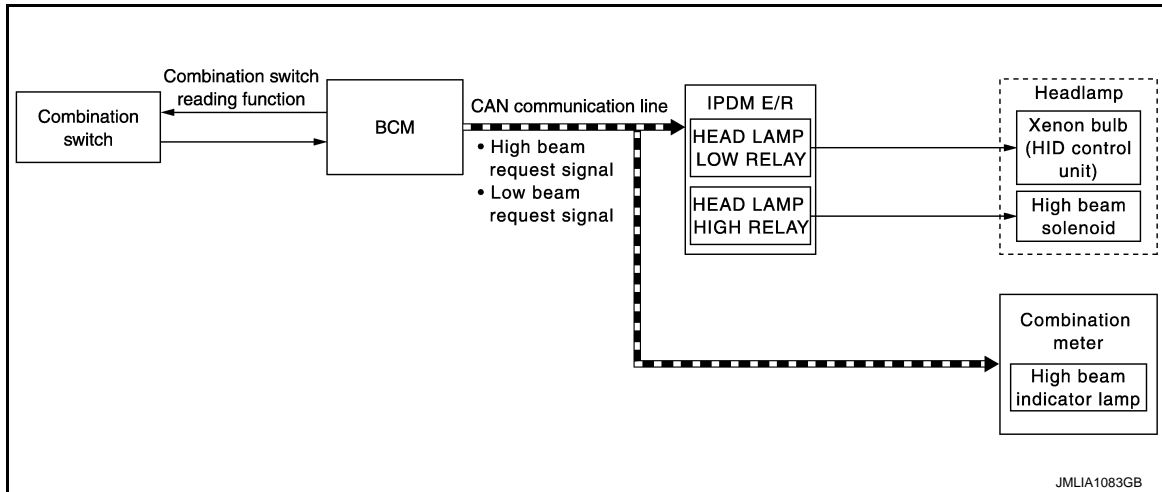 Combination
switch
Combination switch
reading function
BCM
CAN communication line
• High beam
request signal
• Low beam
request signal
IPDM E/R
HEAD LAMP
LOW RELAY
HEAD LAMP
HIGH RELAY
Headlamp
Xenon bulb
(HID control
unit)
High beam
solenoid
Combination
meter
High beam
indicator lamp
JMLIA1083GB